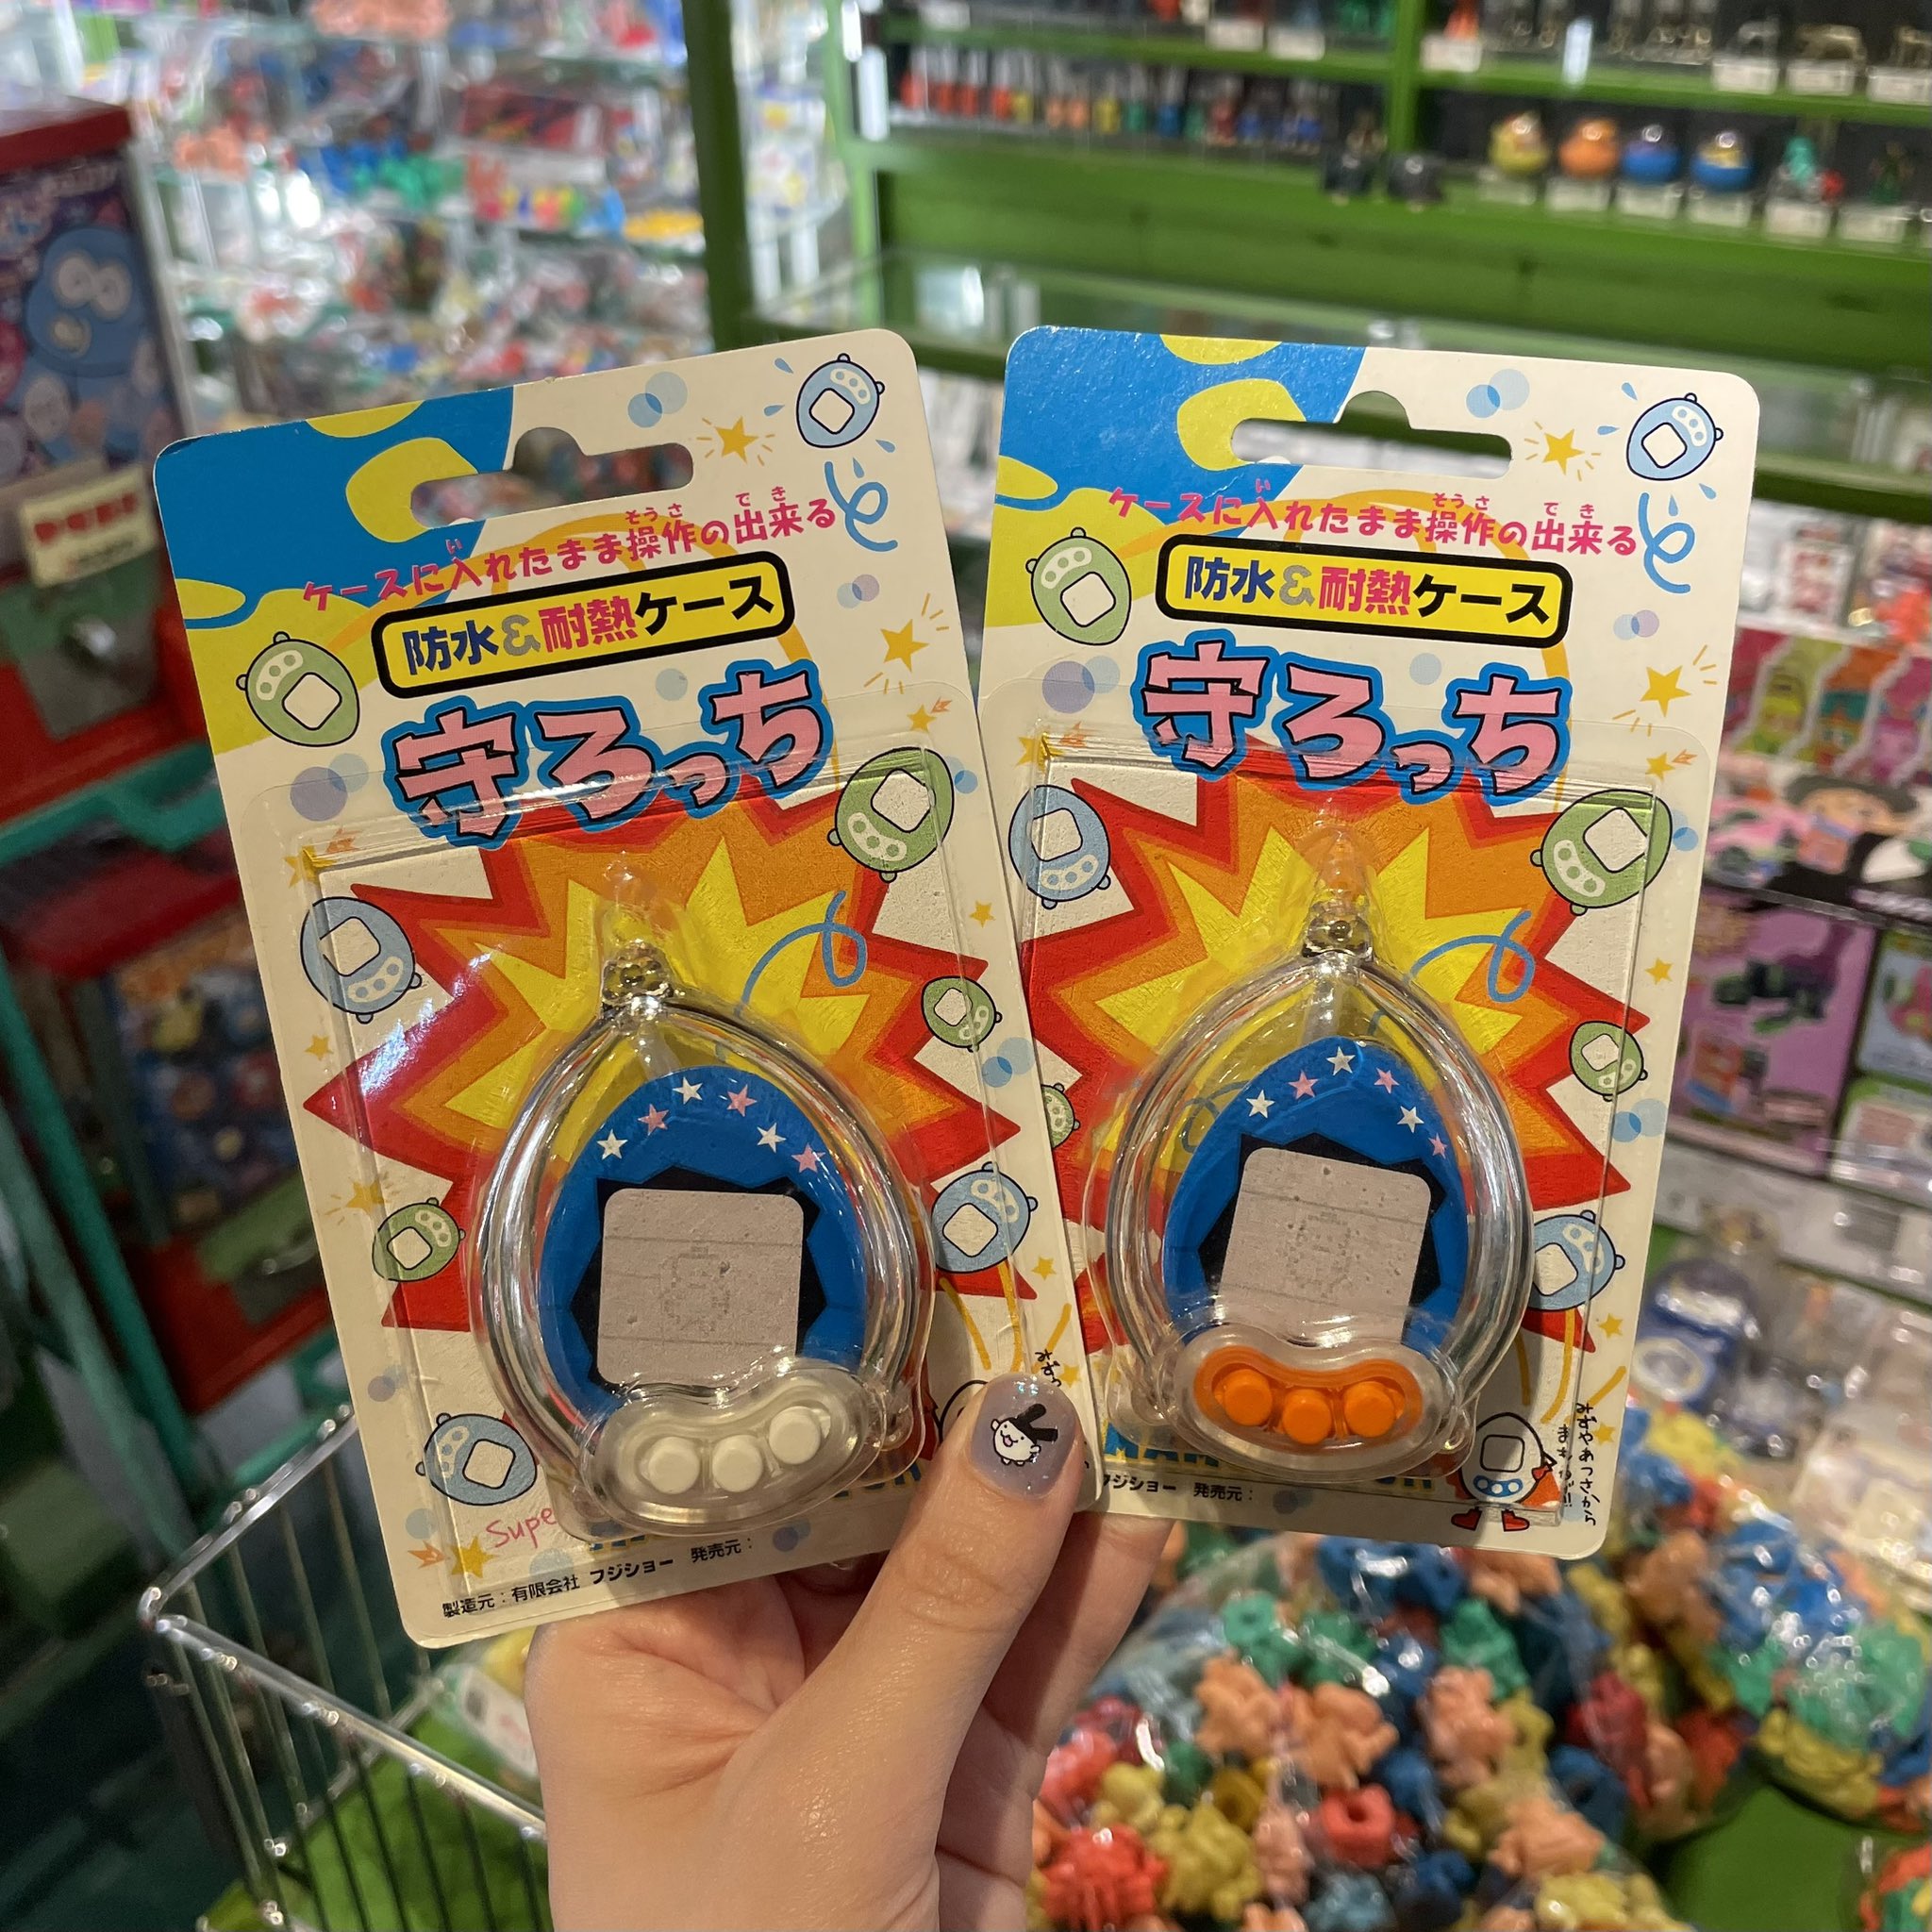 ケースに入れたまま操作の出来る
防水&耐熱ケース
守ろっち
Supe
製造元：有限会社 フジショー 発売元：
ケースに入れたまま操作の出来る
防水&耐熱ケース
守ろっち
フジショー 発売元：